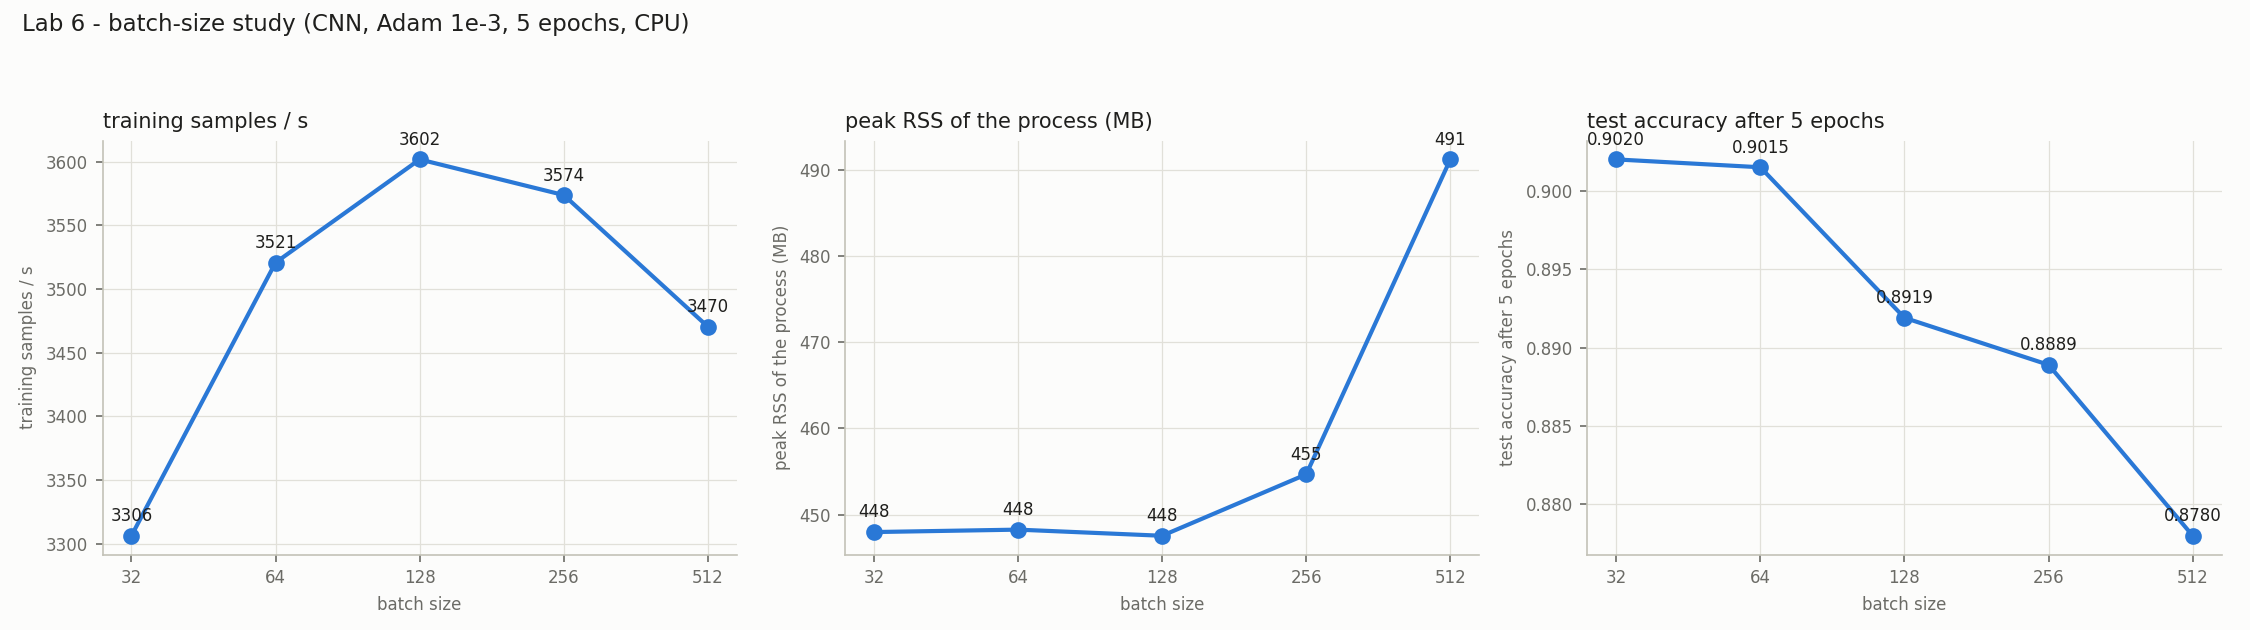 Lab 6 - batch-size study (CNN, Adam 1e-3, 5 epochs, CPU)
training samples / s
training samples / s
3600
3550
3500
3450
3400
3350
3300
3306
3521
3602
3574
3470
32 64 128 256 512
batch size
peak RSS of the process (MB)
peak RSS of the process (MB)
490
480
470
460
450
448
448
448
455
491
32 64 128 256 512
batch size
test accuracy after 5 epochs
test accuracy after 5 epochs
0.900
0.895
0.890
0.885
0.880
0.9020
0.9015
0.8919
0.8889
0.8780
32 64 128 256 512
batch size